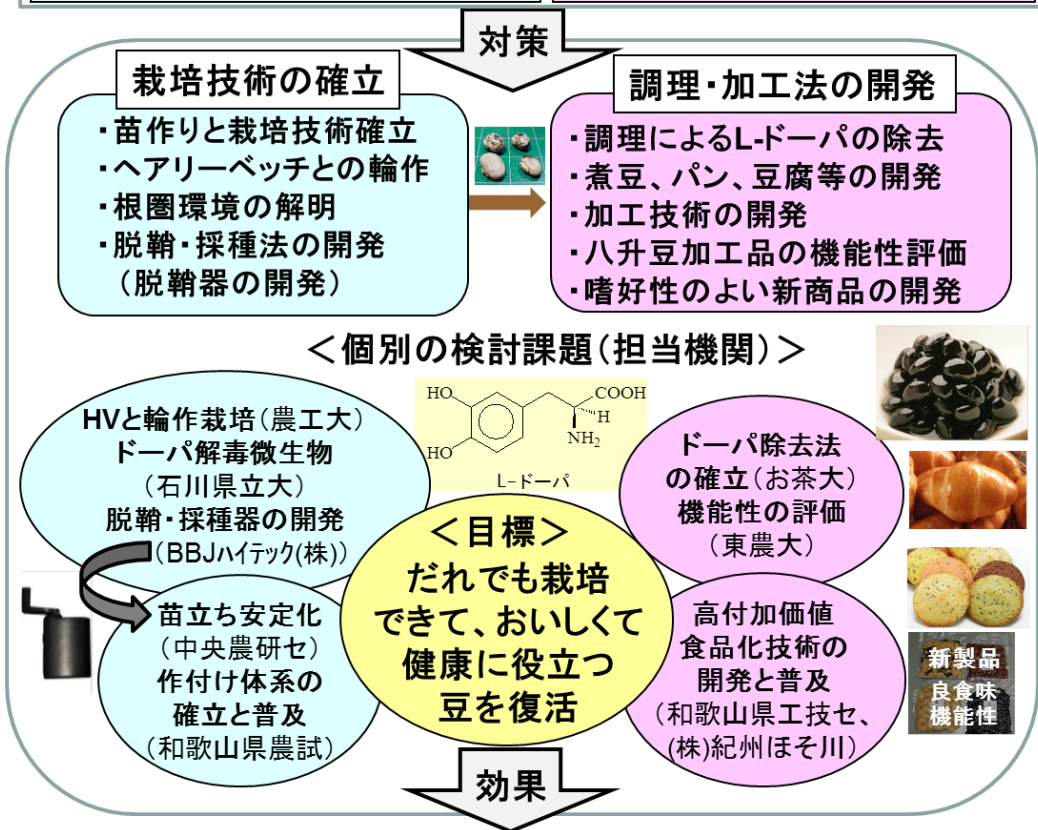 対策
栽培技術の確立
・苗作りと栽培技術確立
・ヘアリーベッチとの輪作
・根圏環境の解明
・脱鞘・採種法の開発
（脱鞘器の開発）
調理・加工法の開発
・調理によるL-ドーパの除去
・煮豆、パン、豆腐等の開発
・加工技術の開発
・八升豆加工品の機能性評価
・嗜好性のよい新商品の開発
＜個別の検討課題（担当機関）＞
HVと輪作栽培（農工大）
ドーパ解毒微生物
（石川県立大）
脱鞘・採種器の開発
（BBJハイテック(株)）
HO
COOH
H
NH2
HO
L-ドーパ
ドーパ除去法
の確立（お茶大）
機能性の評価
（東農大）
＜目標＞
だれでも栽培
できて、おいしくて
健康に役立つ
豆を復活
苗立ち安定化
（中央農研セ）
作付け体系の
確立と普及
（和歌山県農試）
高付加価値
食品化技術の
開発と普及
（和歌山県工技セ、
(株)紀州ほそ川）
新製品
良食味
機能性
効果